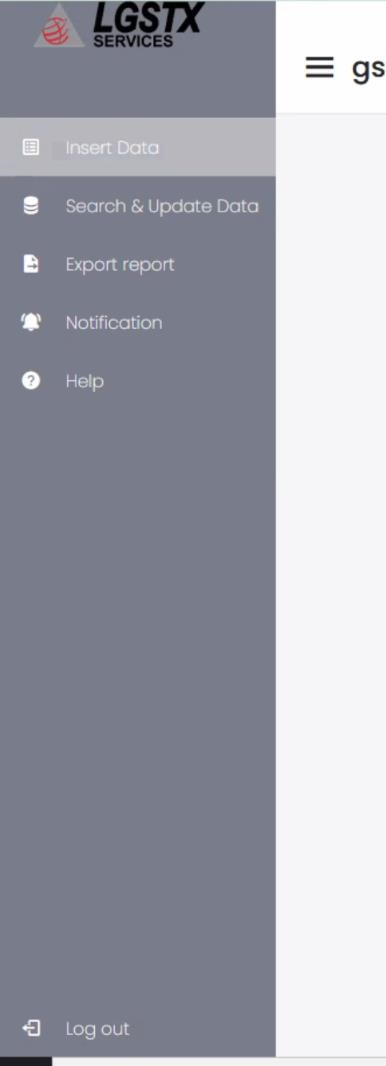 LGSTX
SERVICES
gs
Insert Data
Search & Update Data
Export report
Notification
Help
Log out